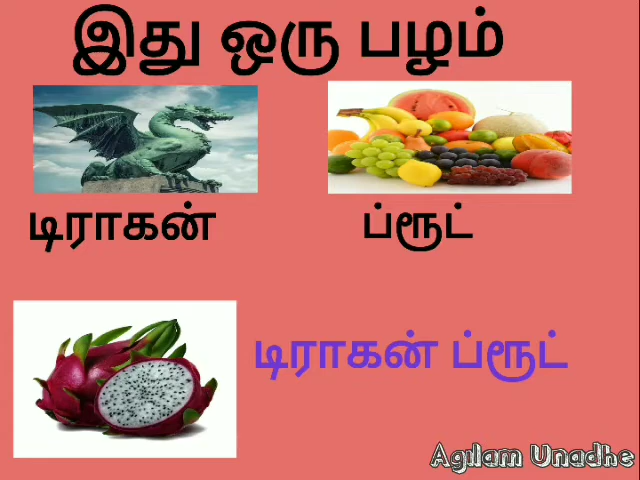 இது ஒரு பழம்
டிராகன்
ப்ரூட்
டிராகன் ப்ரூட்
Agilam Unadhe